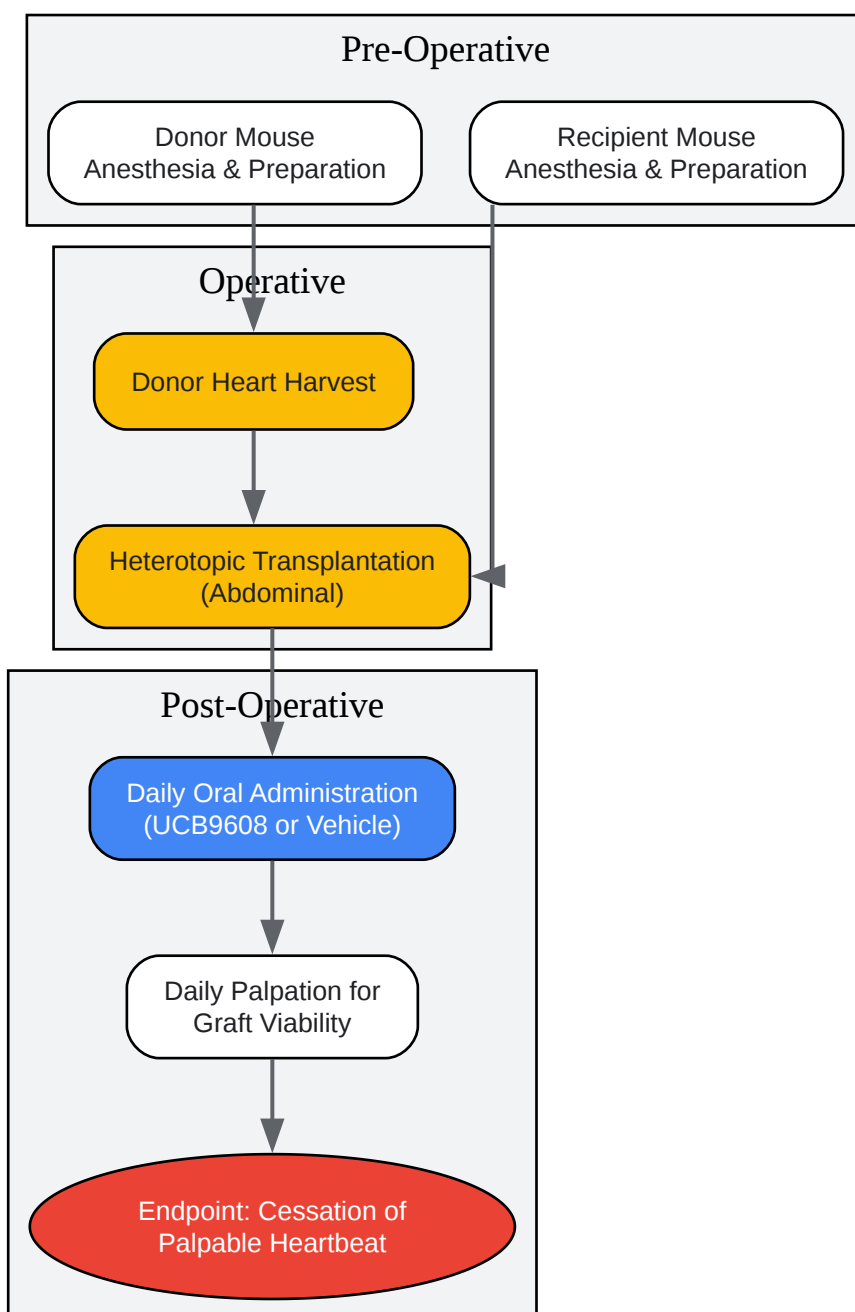 Pre-Operative
Donor Mouse
Anesthesia & Preparation
Recipient Mouse
Anesthesia & Preparation
Operative
Donor Heart Harvest
Heterotopic Transplantation
(Abdominal)
Post-Operative
Daily Oral Administration
(UCB9608 or Vehicle)
Daily Palpation for
Graft Viability
Endpoint: Cessation of
Palpable Heartbeat